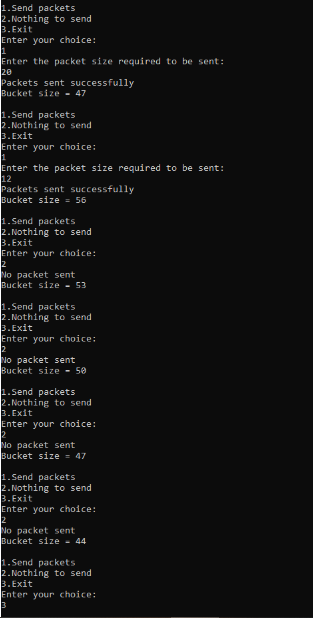 1.Send packets
2.Nothing to send
3.Exit
Enter your choice:
1
Enter the packet size required to be sent:
20
Packets sent successfully
Bucket size = 47
1.Send packets
2.Nothing to send
3.Exit
Enter your choice:
1
Enter the packet size required to be sent:
12
Packets sent successfully
Bucket size = 56
1.Send packets
2.Nothing to send
3.Exit
Enter your choice:
2
No packet sent
Bucket size = 53
1.Send packets
2.Nothing to send
3.Exit
Enter your choice:
2
No packet sent
Bucket size = 50
1.Send packets
2.Nothing to send
3.Exit
Enter your choice:
2
No packet sent
Bucket size = 47
1.Send packets
2.Nothing to send
3.Exit
Enter your choice:
2
No packet sent
Bucket size = 44
1.Send packets
2.Nothing to send
3.Exit
Enter your choice:
3